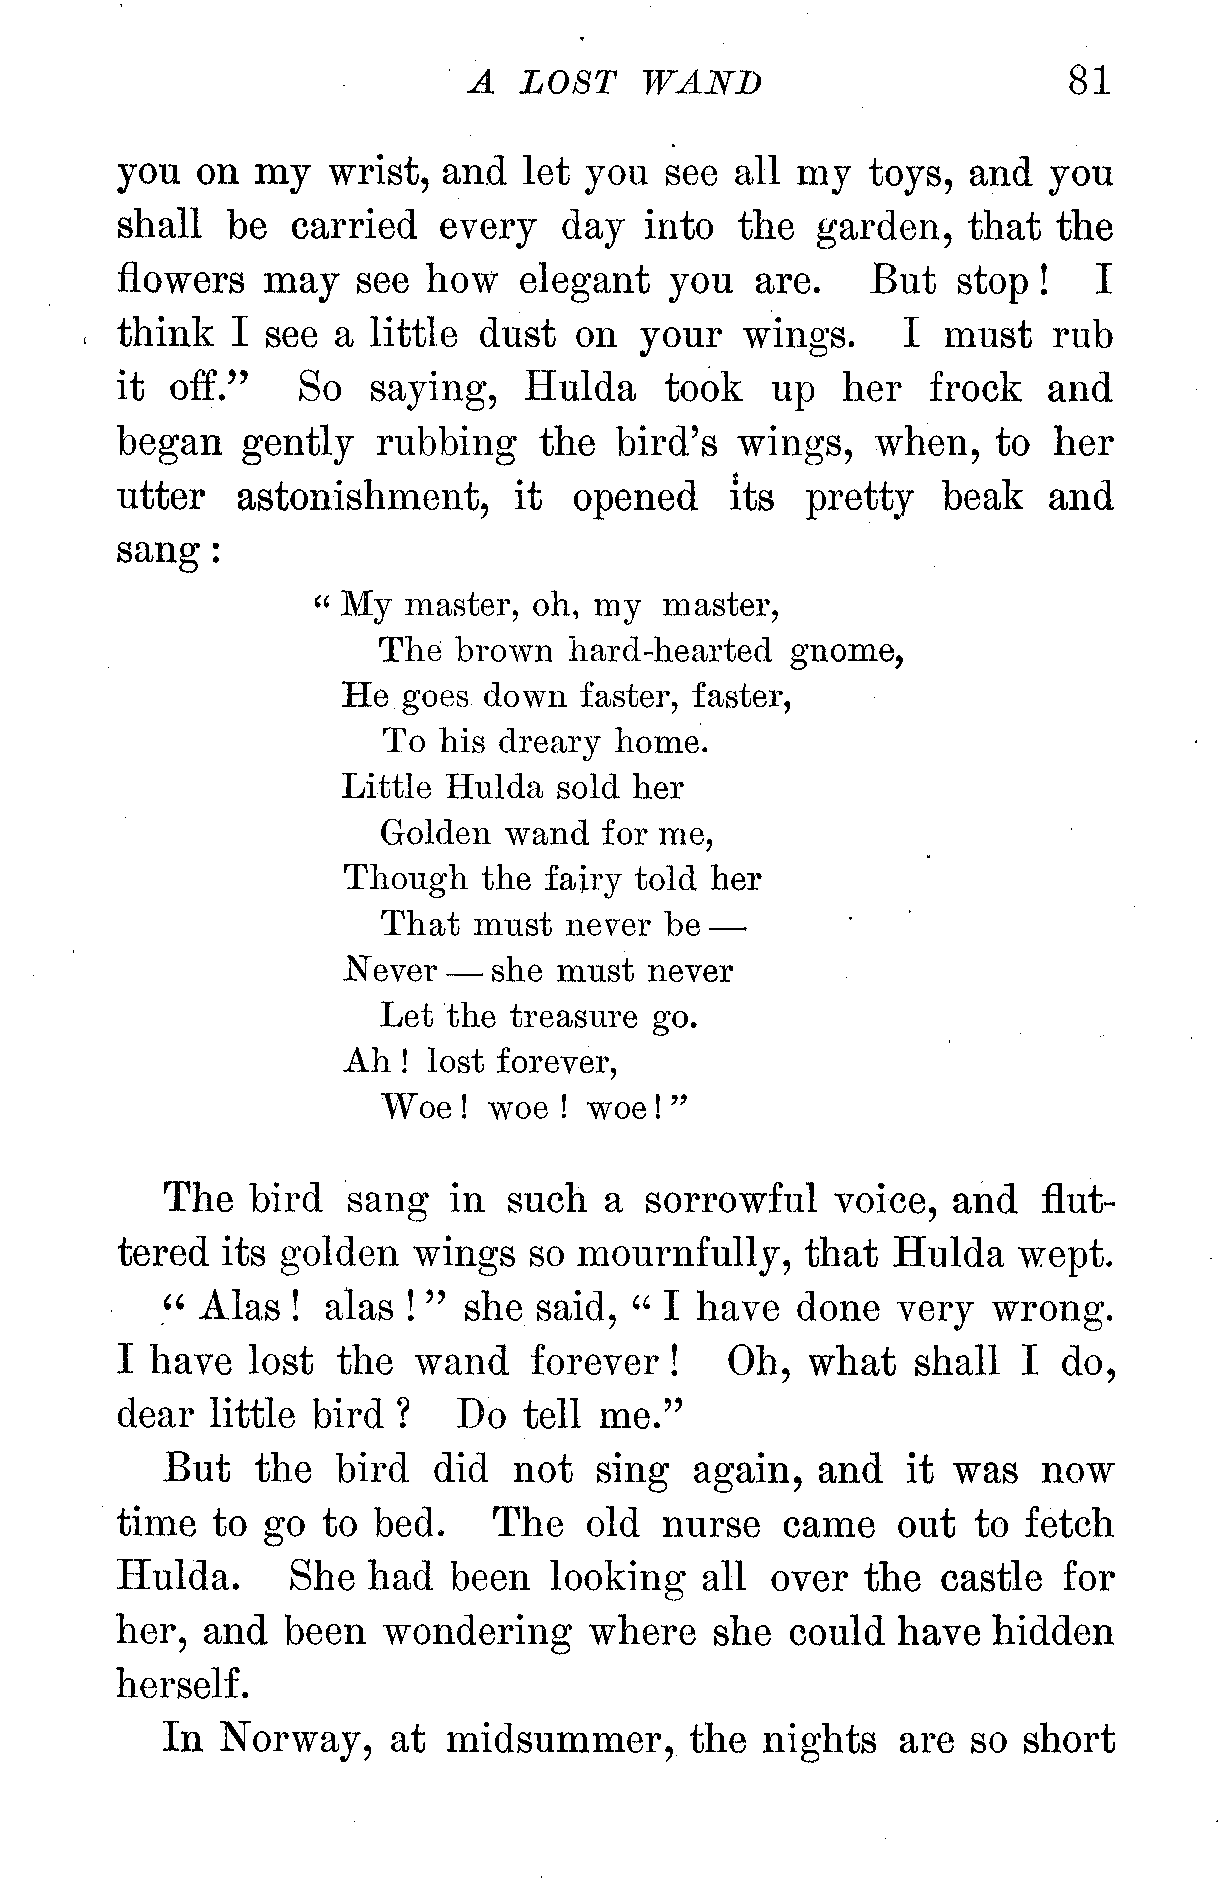 A LOST WAND 81
you on my wrist, and let you see all my toys, and you
shall be carried every day into the garden, that the
flowers may see how elegant you are. But stop! I
think I see a little dust on your wings. I must rub
it off.” So saying, Hulda took up her frock and
began gently rubbing the bird’s wings, when, to her
utter astonishment, it opened its pretty beak and
sang:
“My master, oh, my master,
The brown hard-hearted gnome,
He goes down faster, faster,
To his dreary home.
Little Hulda sold her
Golden wand for me,
Though the fairy told her
That must never be —
Never — she must never
Let the treasure go.
Ah! lost forever,
Woe! woe! woe!”
The bird sang in such a sorrowful voice, and flut-
tered its golden wings so mournfully, that Hulda wept.
“Alas! alas!” she said, “I have done very wrong.
I have lost the wand forever! Oh, what shall I do,
dear little bird? Do tell me.”
But the bird did not sing again, and it was now
time to go to bed. The old nurse came out to fetch
Hulda. She had been looking all over the castle for
her, and been wondering where she could have hidden
herself.
In Norway, at midsummer, the nights are so short